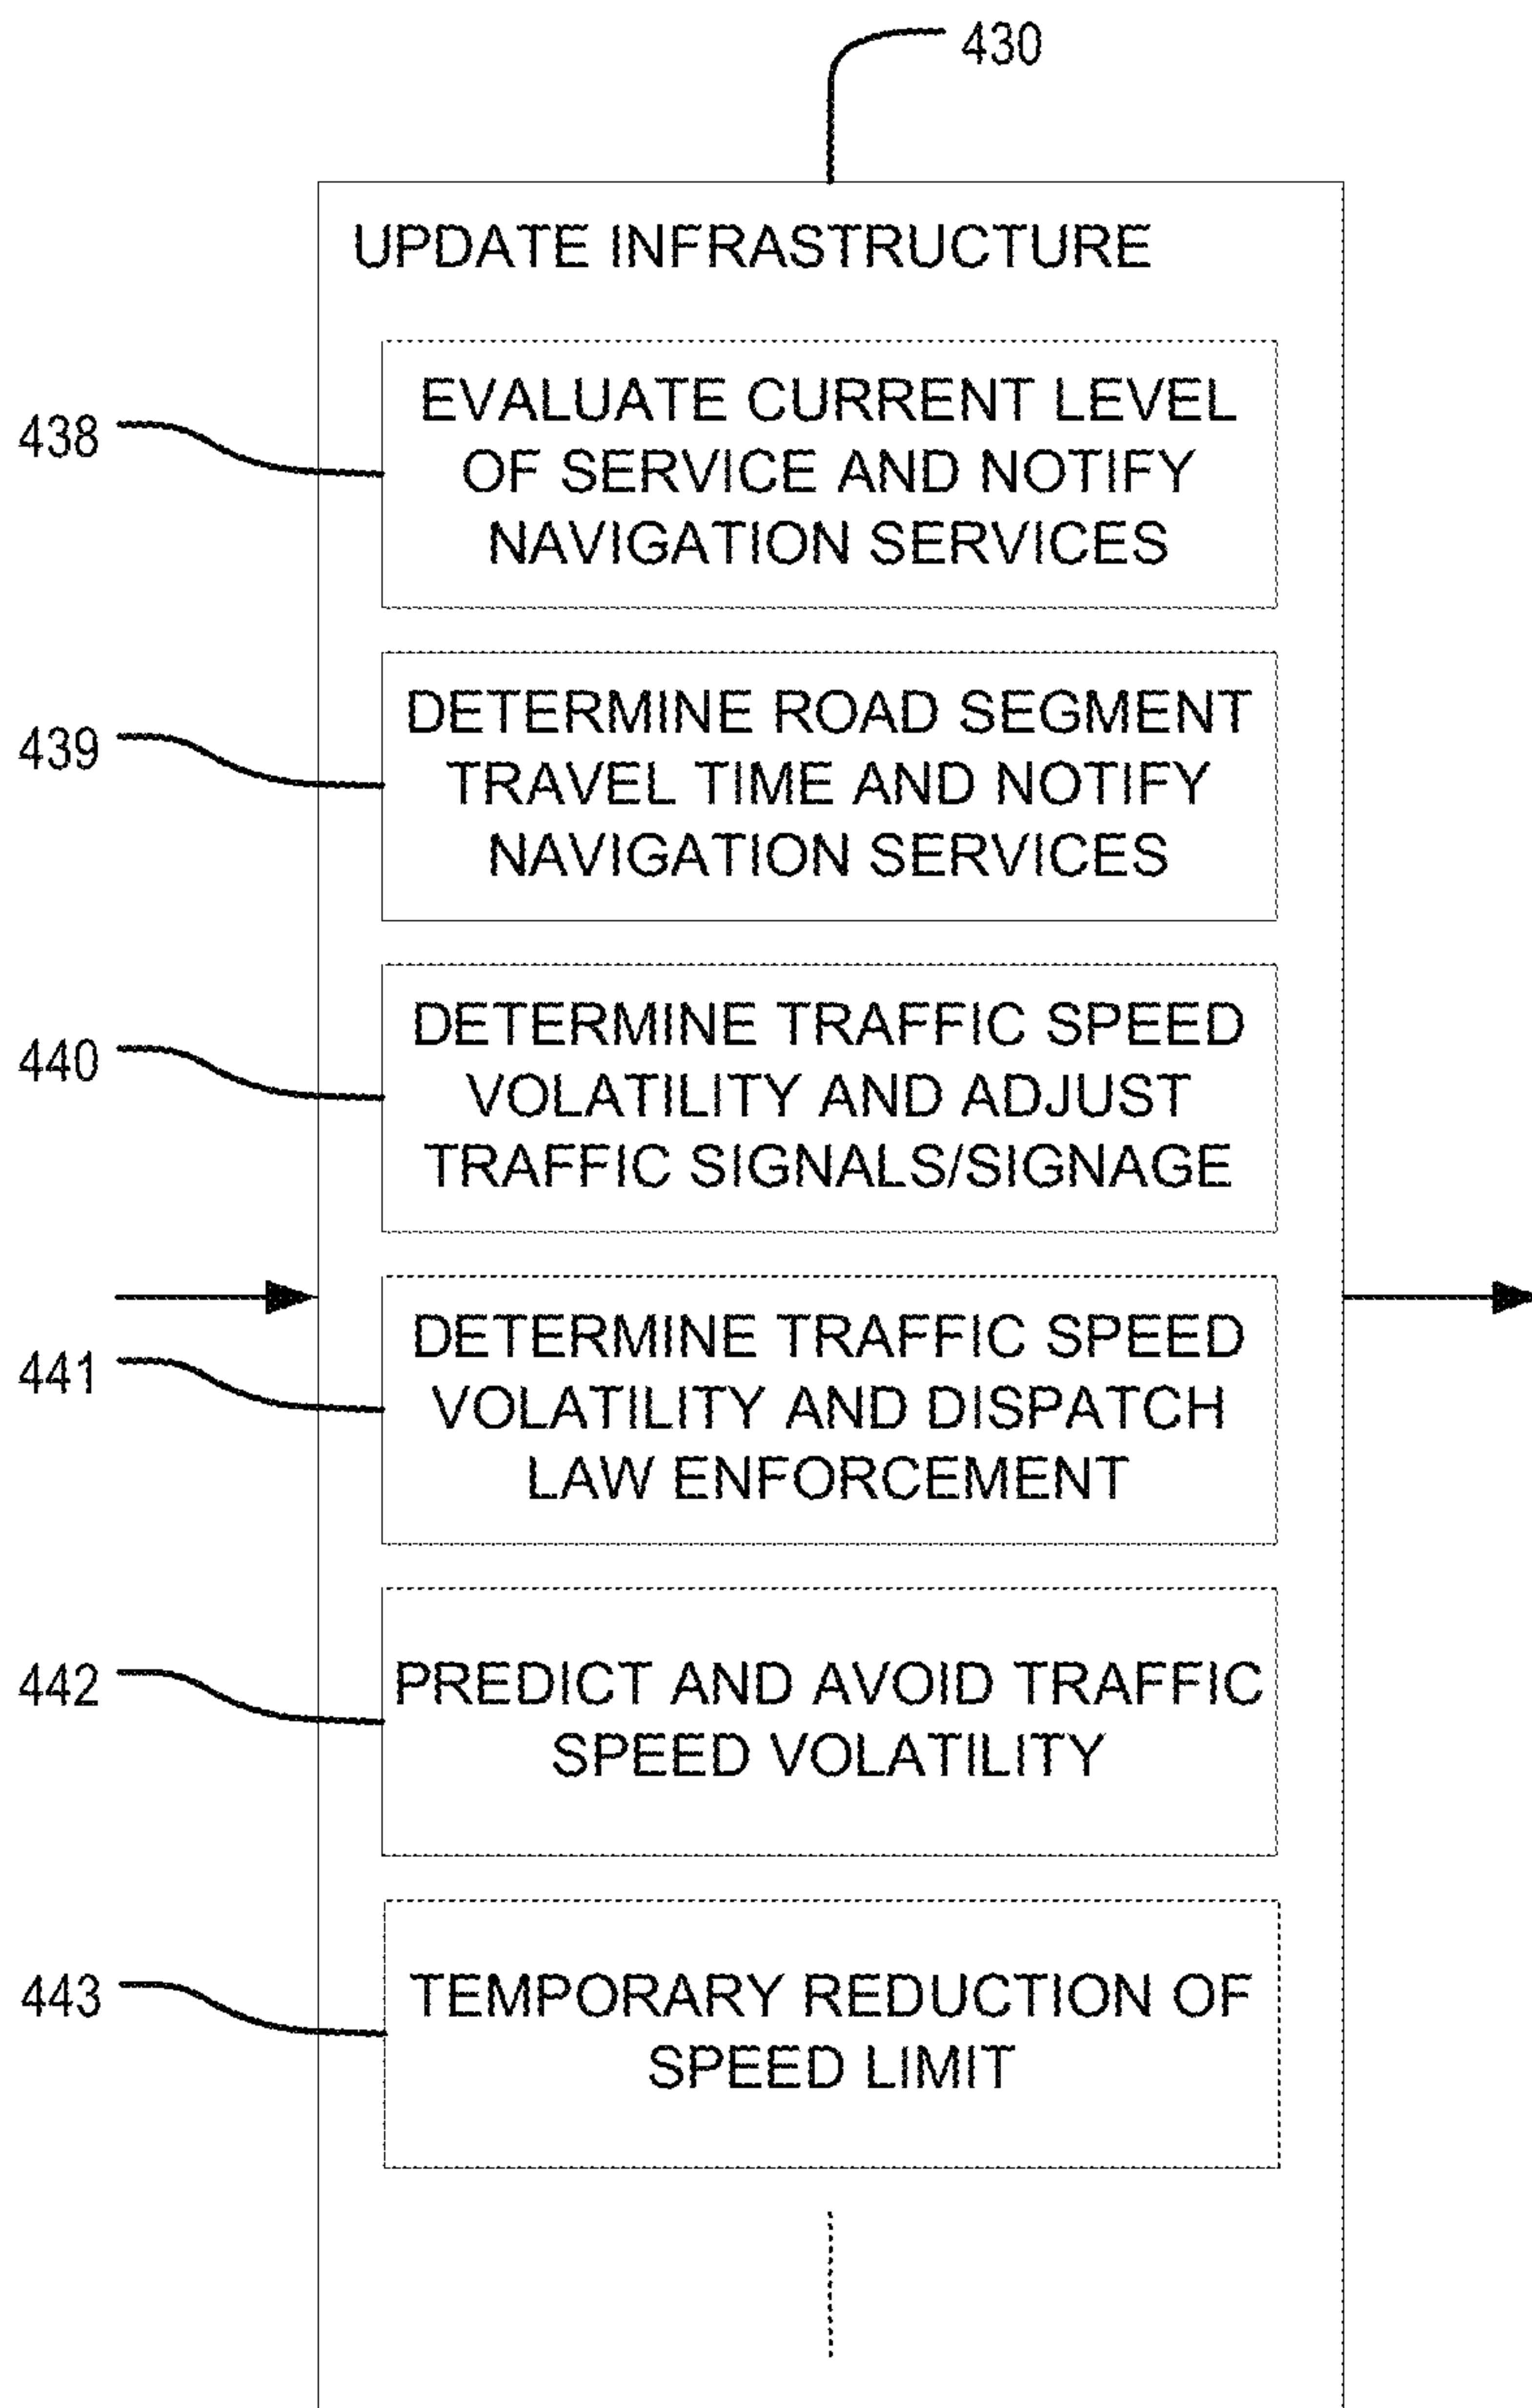 430
UPDATE INFRASTRUCTURE
438
EVALUATE CURRENT LEVEL
OF SERVICE AND NOTIFY
NAVIGATION SERVICES
439
DETERMINE ROAD SEGMENT
TRAVEL TIME AND NOTIFY
NAVIGATION SERVICES
440
DETERMINE TRAFFIC SPEED
VOLATILITY AND ADJUST
TRAFFIC SIGNALS/SIGNAGE
441
DETERMINE TRAFFIC SPEED
VOLATILITY AND DISPATCH
LAW ENFORCEMENT
442
PREDICT AND AVOID TRAFFIC
SPEED VOLATILITY
443
TEMPORARY REDUCTION OF
SPEED LIMIT